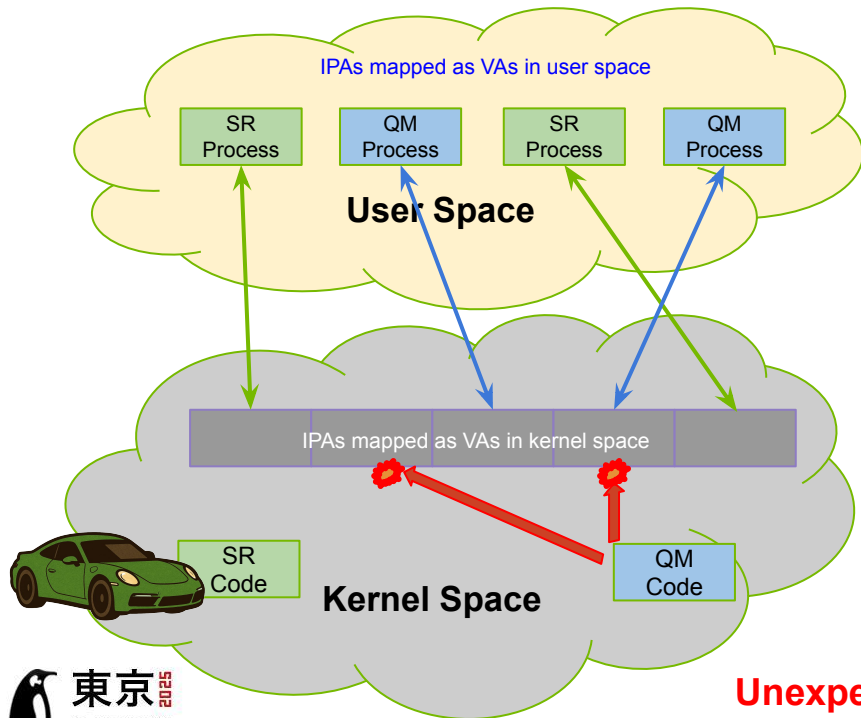 IPAs mapped as VAs in user space
SR
Process
QM
Process
SR
Process
QM
Process
User Space
IPAs mapped as VAs in kernel space
SR
Code
QM
Code
Kernel Space
東京 2025